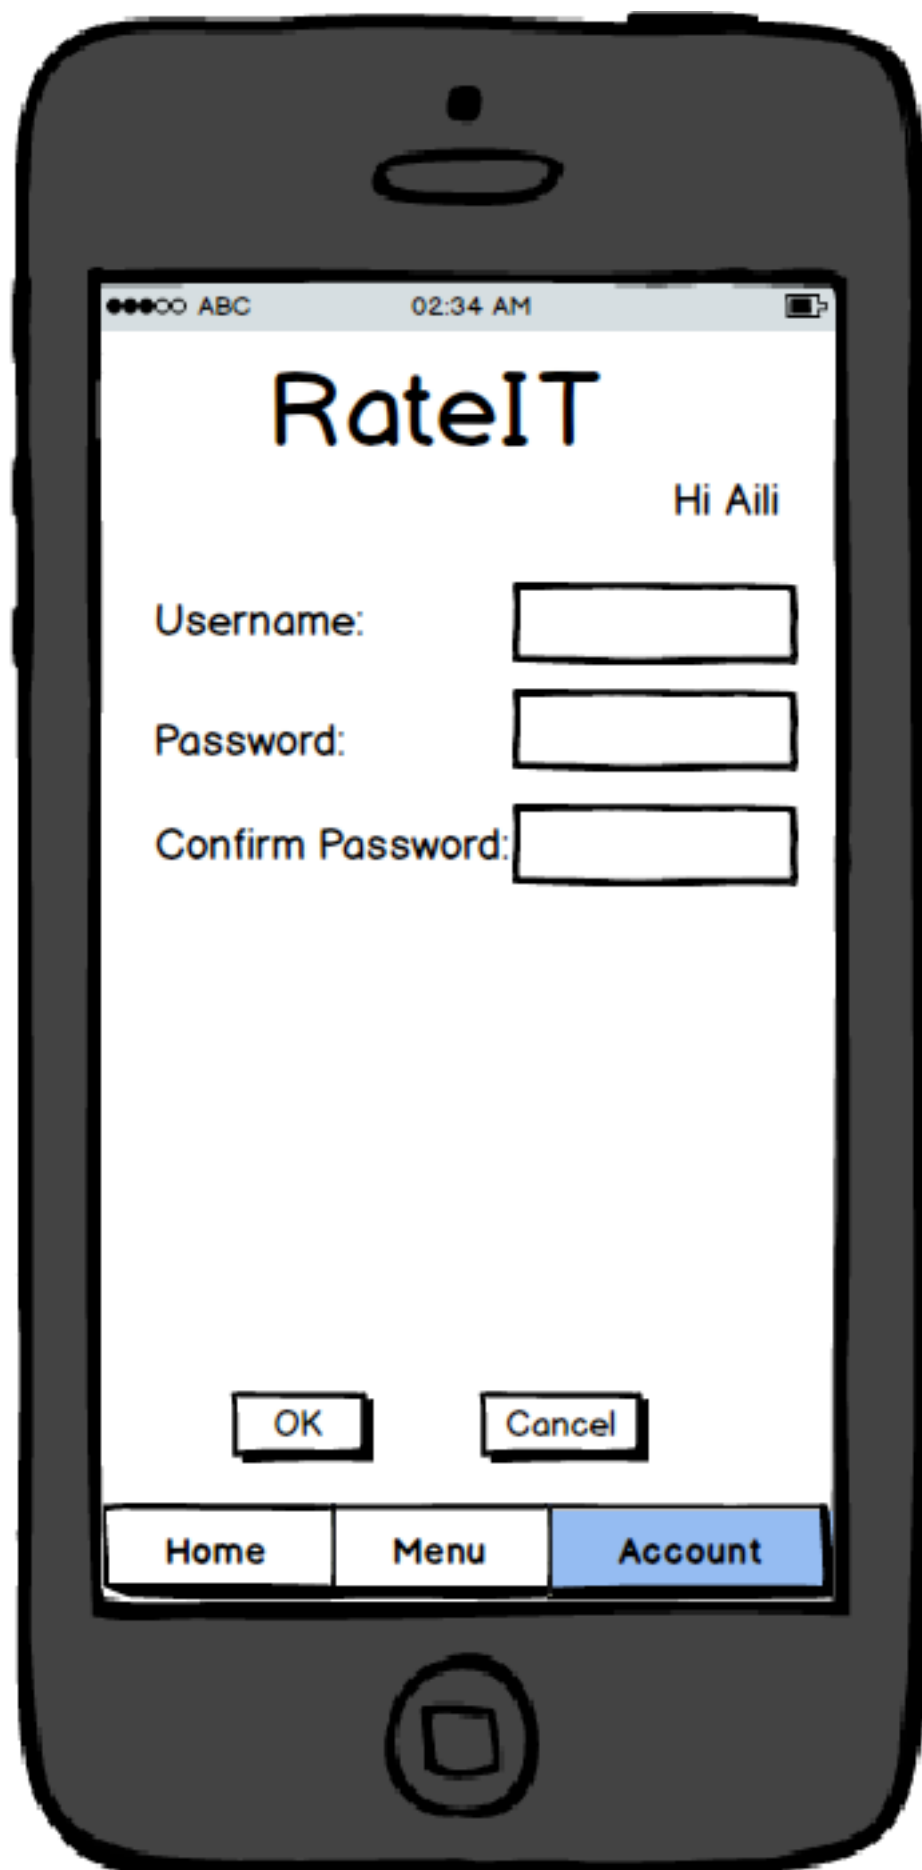 ABC 02:34 AM
RateIT
Hi Aili
Username:
Password:
Confirm Password:
OK Cancel
Home Menu Account